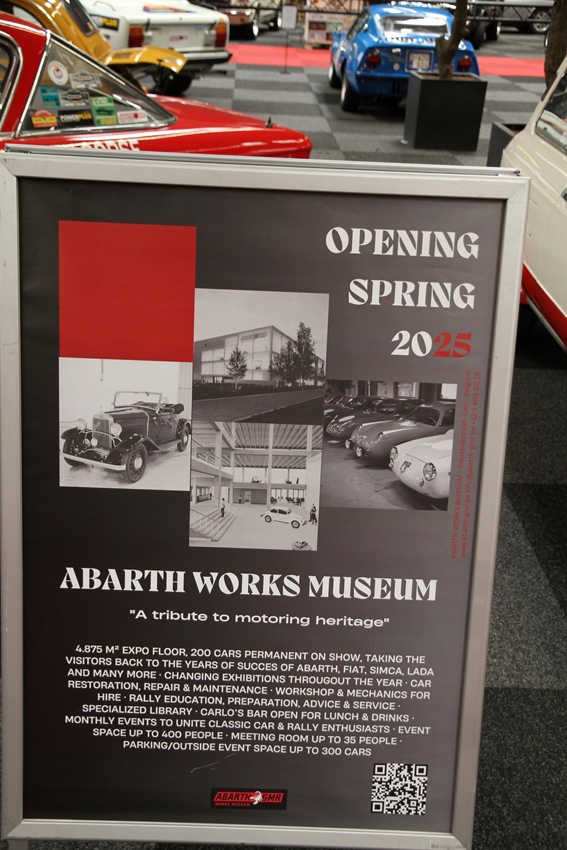 POWERPLUS
OPENING
SPRING
2025
ABARTH WORKS MUSEUM
"A tribute to motoring heritage"
4.875 M² EXPO FLOOR, 200 CARS PERMANENT ON SHOW, TAKING THE
VISITORS BACK TO THE YEARS OF SUCCES OF ABARTH, FIAT, SIMCA, LADA
AND MANY MORE · CHANGING EXHIBITIONS THROUGOUT THE YEAR · CAR
RESTORATION, REPAIR & MAINTENANCE · WORKSHOP & MECHANICS FOR
HIRE · RALLY EDUCATION, PREPARATION, ADVICE & SERVICE ·
SPECIALIZED LIBRARY · CARLO'S BAR OPEN FOR LUNCH & DRINKS ·
MONTHLY EVENTS TO UNITE CLASSIC CAR & RALLY ENTHUSIASTS · EVENT
SPACE UP TO 400 PEOPLE · MEETING ROOM UP TO 35 PEOPLE ·
PARKING/OUTSIDE EVENT SPACE UP TO 300 CARS
ABARTH GMR
WORKS MUSEUM